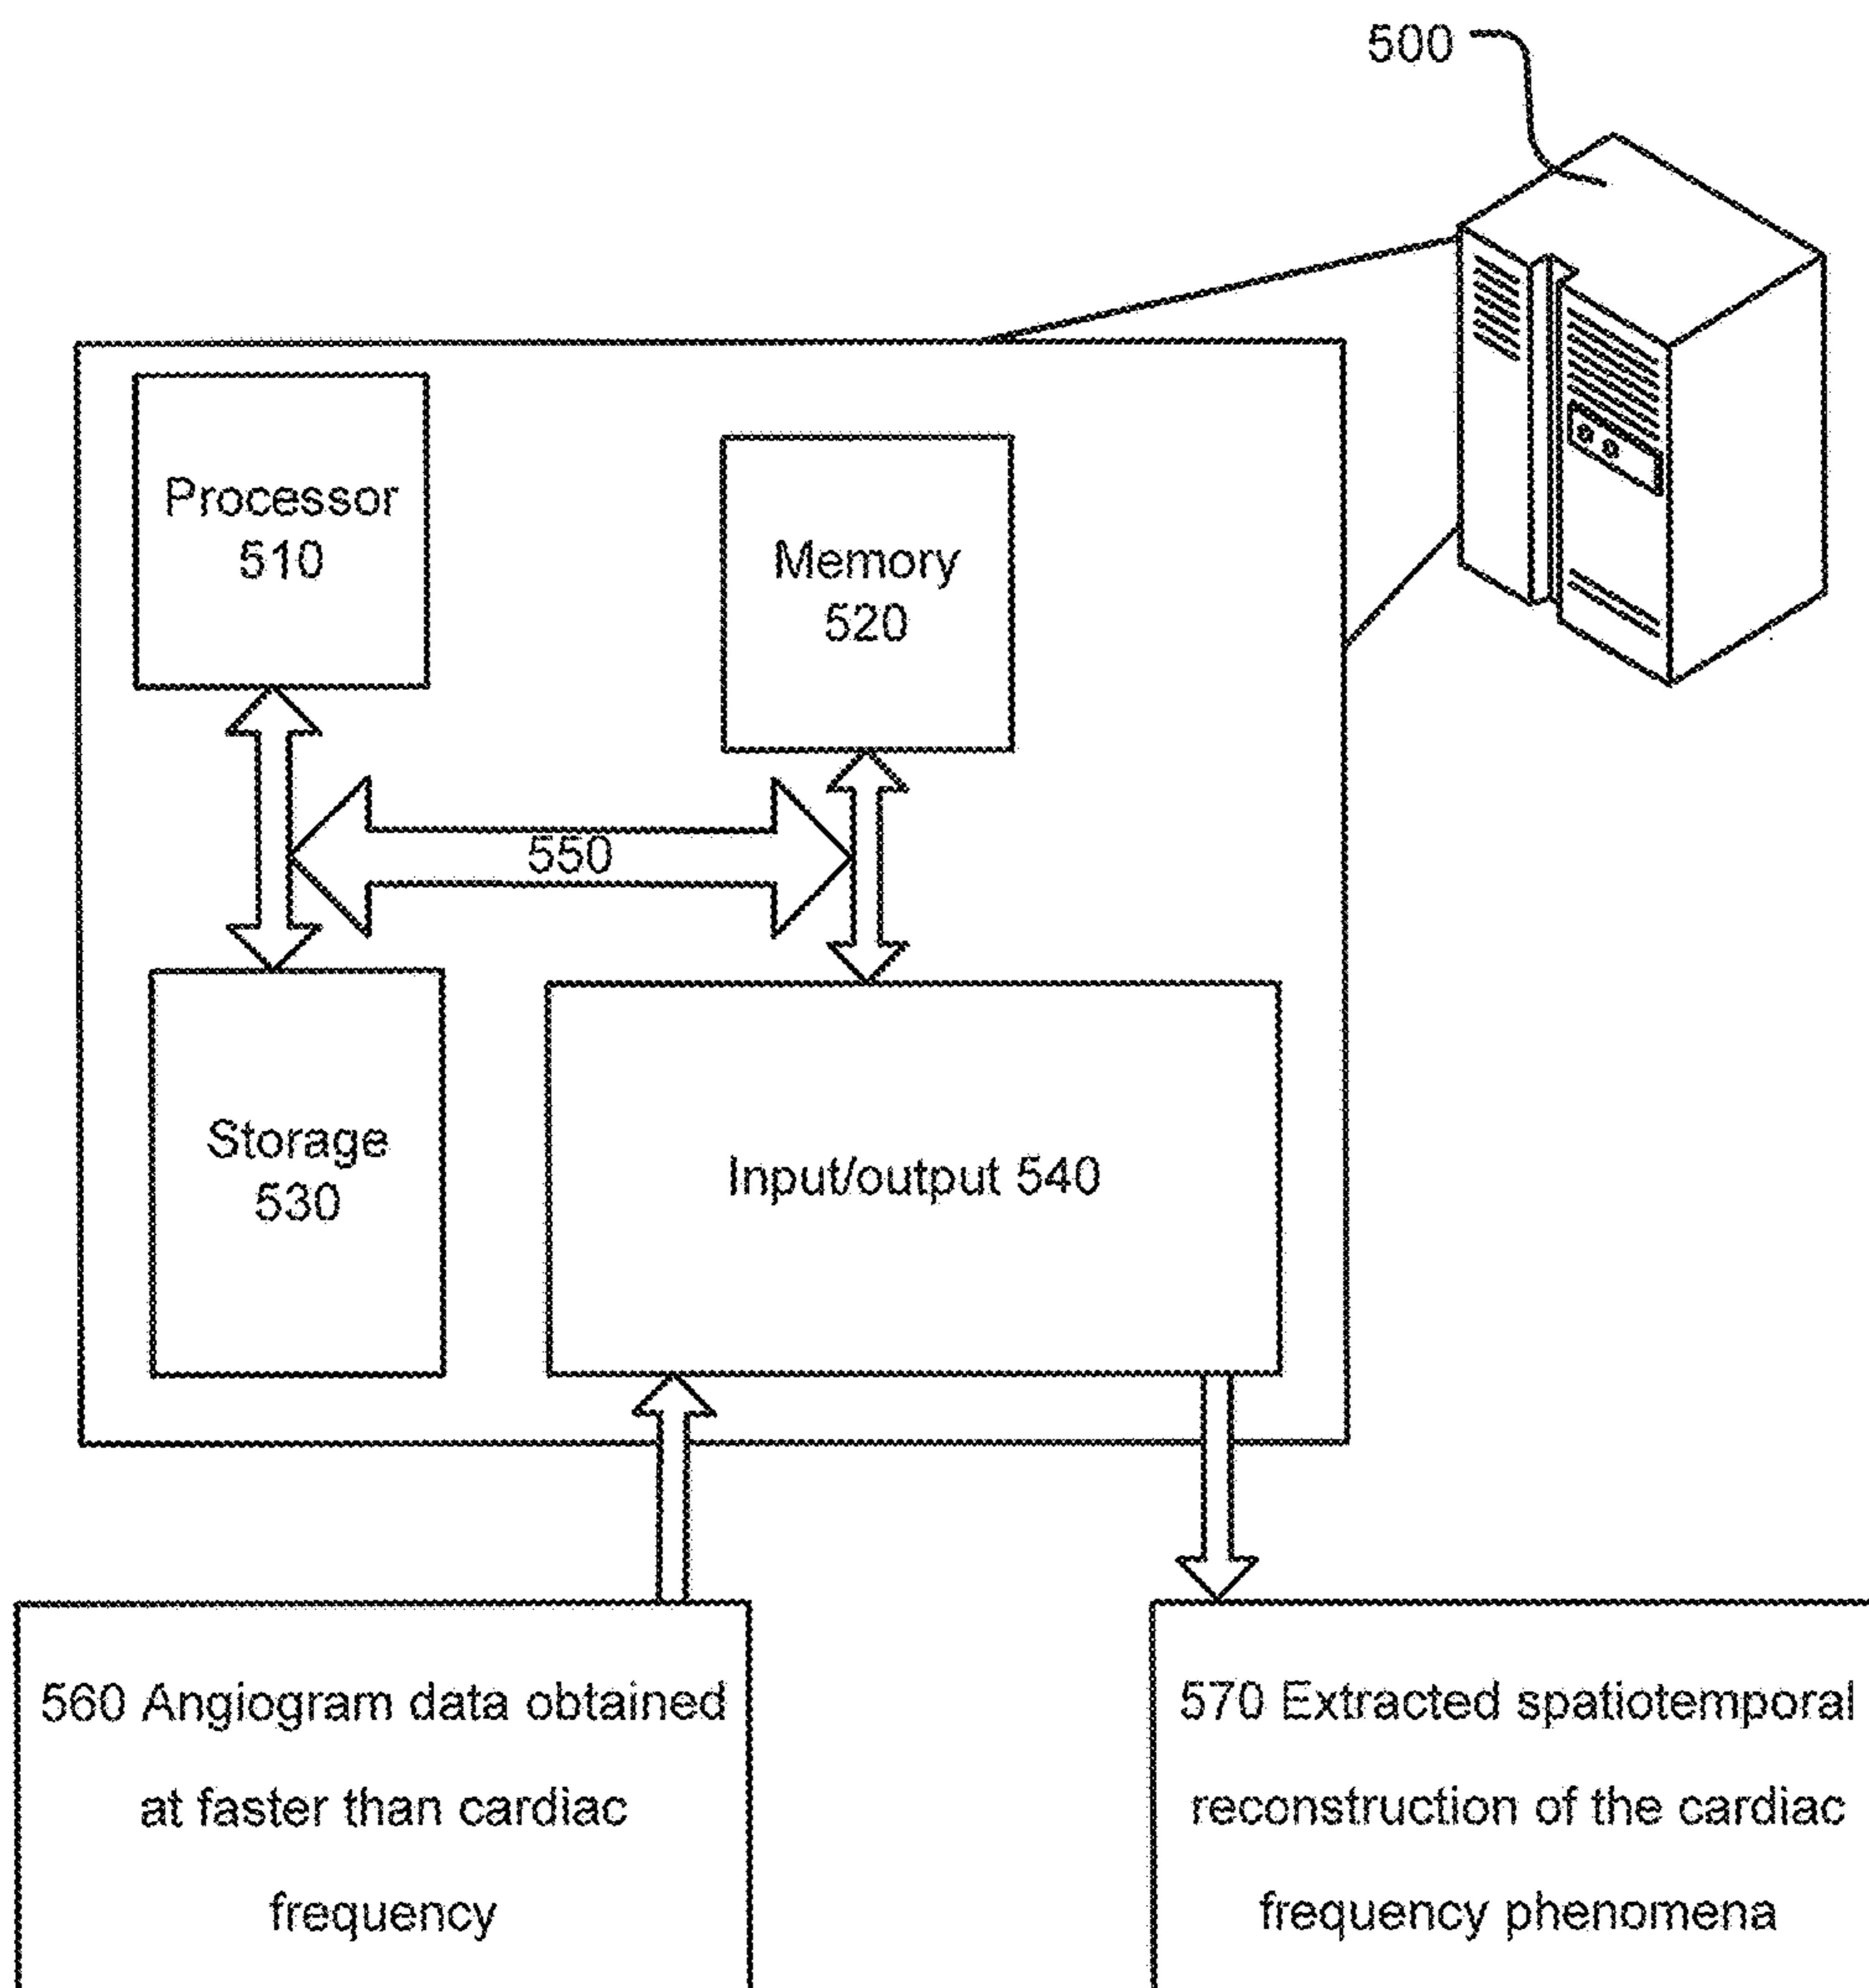 500
Processor
510
Memory
520
550
Storage
530
Input/output 540
560 Angiogram data obtained
at faster than cardiac
frequency
570 Extracted spatiotemporal
reconstruction of the cardiac
frequency phenomena